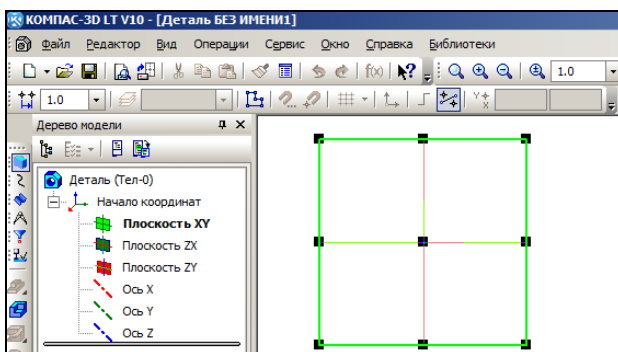 КОМПАС-3D LT V10 - [Деталь БЕЗ ИМЕНИ1]
Файл Редактор Вид Операции Сервис Окно Справка Библиотеки
f(x) 1.0
1.0 Y X
Дерево модели
Деталь (Тел-0)
Начало координат
Плоскость XY
Плоскость ZX
Плоскость ZY
Ось X
Ось Y
Ось Z